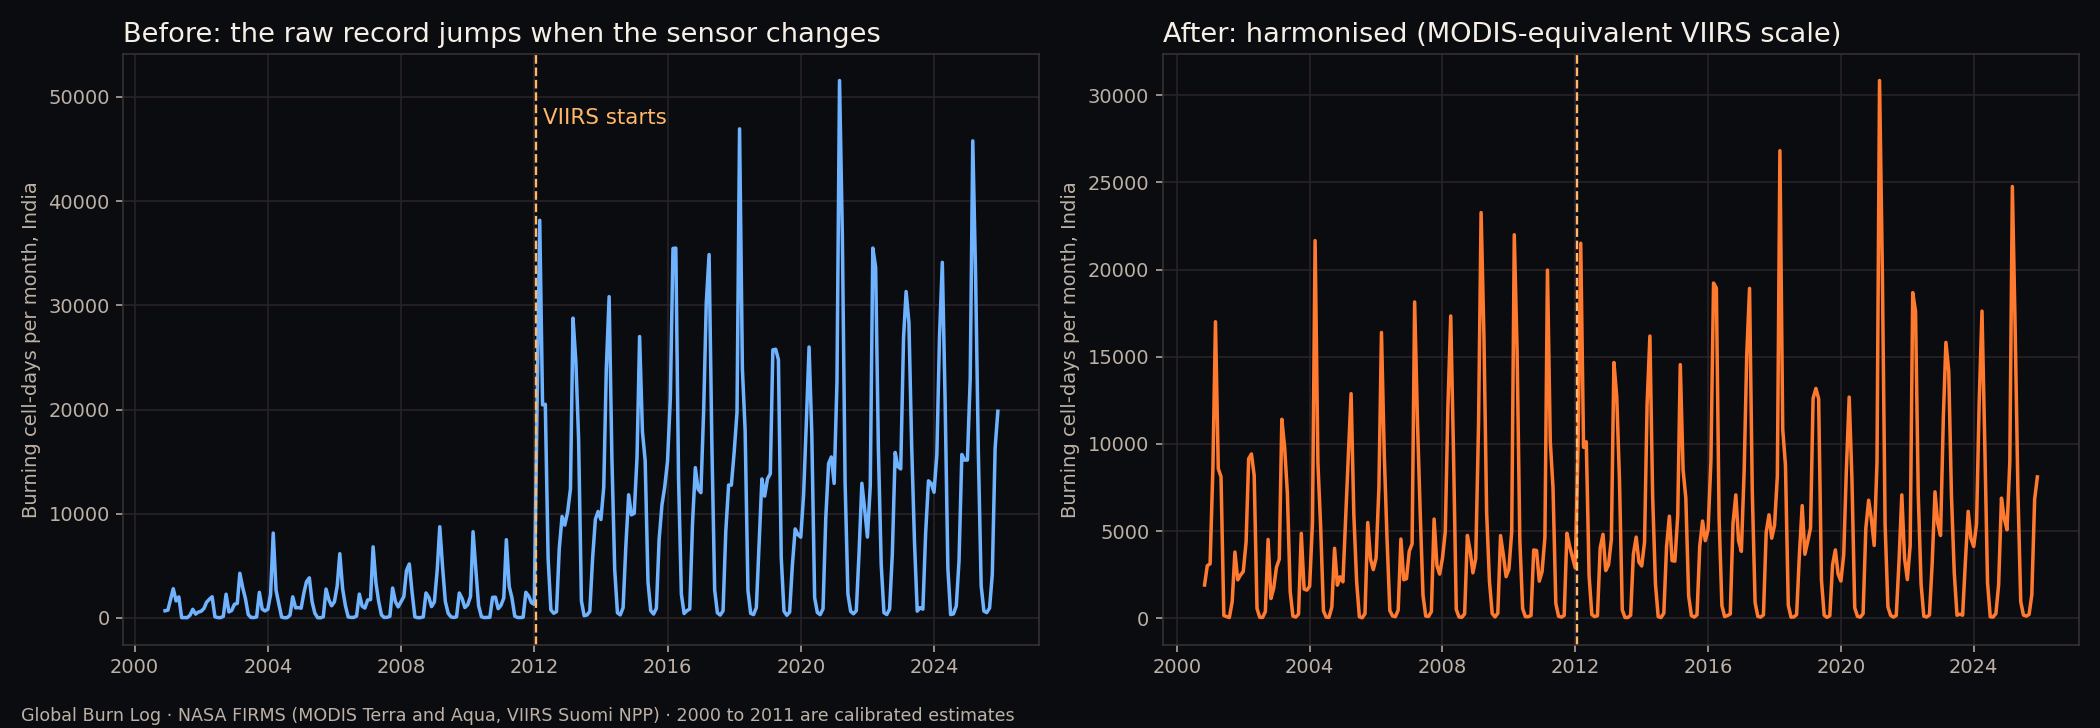 Before: the raw record jumps when the sensor changes
Burning cell-days per month, India
50000
40000
30000
20000
10000
0
VIIRS starts
2000 2004 2008 2012 2016 2020 2024
After: harmonised (MODIS-equivalent VIIRS scale)
Burning cell-days per month, India
30000
25000
20000
15000
10000
5000
0
2000 2004 2008 2012 2016 2020 2024
Global Burn Log · NASA FIRMS (MODIS Terra and Aqua, VIIRS Suomi NPP) · 2000 to 2011 are calibrated estimates